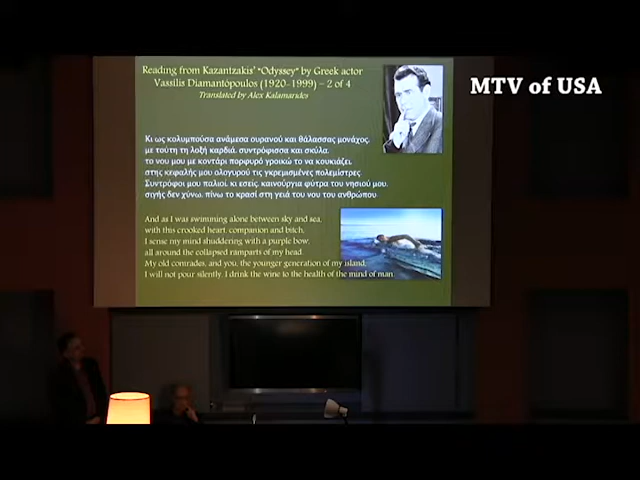 MTV of USA
Reading from Kazantzakis' "Odyssey" by Greek actor
Vassilis Diamantópoulos (1920-1999) – 2 of 4
Translated by Alex Kalamarides
Κι ως κολυμπούσα ανάμεσα ουρανού και θάλασσας μονάχος,
με τούτη τη λοξή καρδιά, συντρόφισσα και σκύλα,
το νου μου με κοντάρι πορφυρό γροικώ το να κουκιάζει
στης κεφαλής μου ολογυρού τις γκρεμισμένες πολεμίστρες
Συντρόφοι μου παλιοί, κι εσείς, καινούργια φύτρα του νησιού μου,
σιγής δεν χύνω, πίνω το κρασί στη γειά του νου του ανθρώπου
And as I was swimming alone between sky and sea,
with this crooked heart, companion and bitch,
I sense my mind shuddering with a purple bow,
all around the collapsed ramparts of my head
My old comrades, and you, the younger generation of my island,
I will not pour silently, I drink the wine to the health of the mind of man.